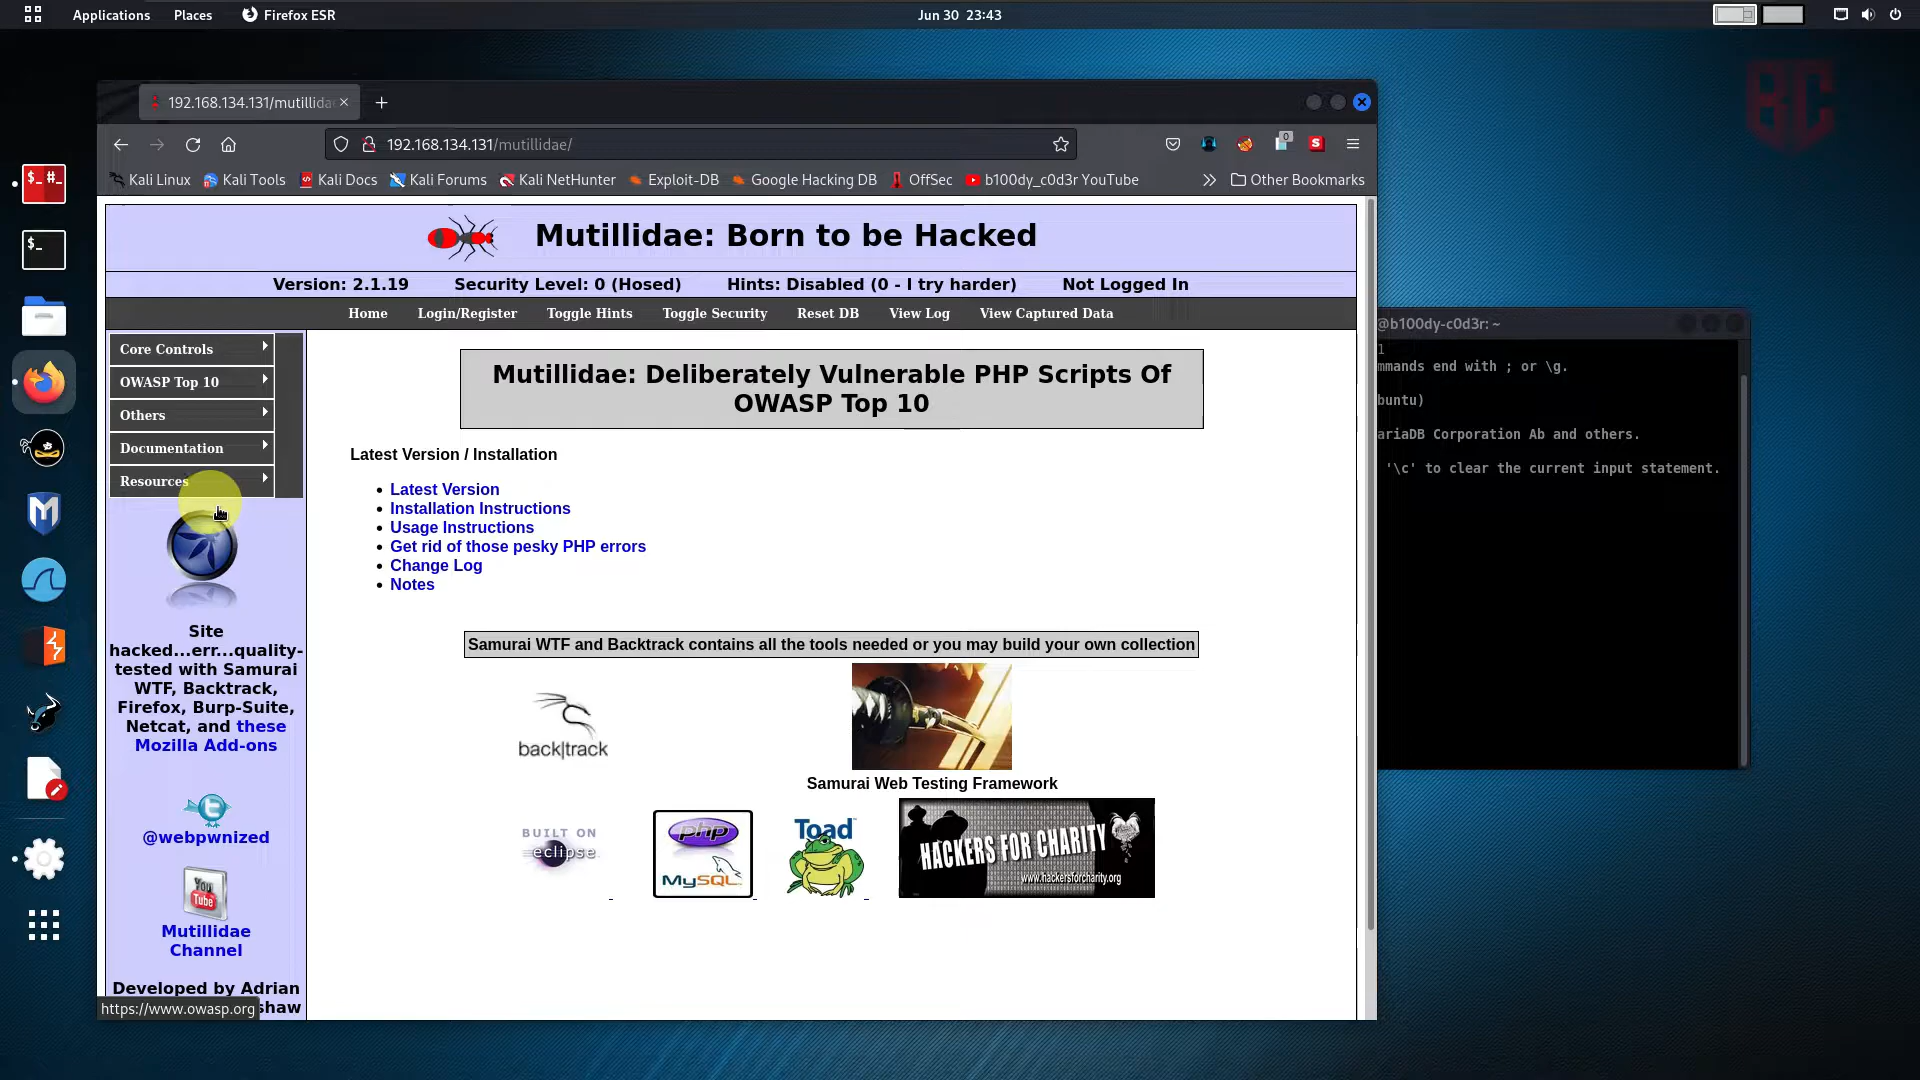 Applications Places Firefox ESR Jun 30 23:43
BC
192.168.134.131/mutillida
192.168.134.131/mutillidae/
0
S
Kali Linux Kali Tools Kali Docs Kali Forums Kali NetHunter Exploit-DB Google Hacking DB OffSec b100dy_c0d3r YouTube Other Bookmarks
Mutillidae: Born to be Hacked
Version: 2.1.19 Security Level: 0 (Hosed) Hints: Disabled (0 - I try harder) Not Logged In
Home Login/Register Toggle Hints Toggle Security Reset DB View Log View Captured Data
Core Controls
OWASP Top 10
Others
Documentation
Resources
Site
hacked...err...quality-
tested with Samurai
WTF, Backtrack,
Firefox, Burp-Suite,
Netcat, and these
Mozilla Add-ons
@webpwnized
You
Tube
Mutillidae
Channel
Developed by Adrian
shaw
https://www.owasp.org
Mutillidae: Deliberately Vulnerable PHP Scripts Of
OWASP Top 10
Latest Version / Installation
• Latest Version
• Installation Instructions
• Usage Instructions
• Get rid of those pesky PHP errors
• Change Log
• Notes
Samurai WTF and Backtrack contains all the tools needed or you may build your own collection
back|track
Samurai Web Testing Framework
BUILT ON
eclipse
php
MySQL
Toad
HACKERS FOR CHARITY
www.hackersforcharity.org
@b100dy-c0d3r: ~
1
mmands end with ; or \g.
buntu)
ariaDB Corporation Ab and others.
'\c' to clear the current input statement.
$_ #_
$_